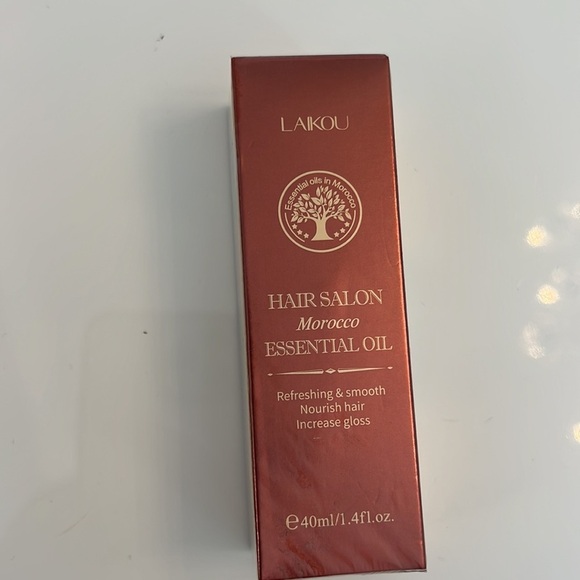 LAIKOU
Essential oils in Morocco
HAIR SALON
Morocco
ESSENTIAL OIL
Refreshing & smooth
Nourish hair
Increase gloss
℮40ml/1.4fl.oz.